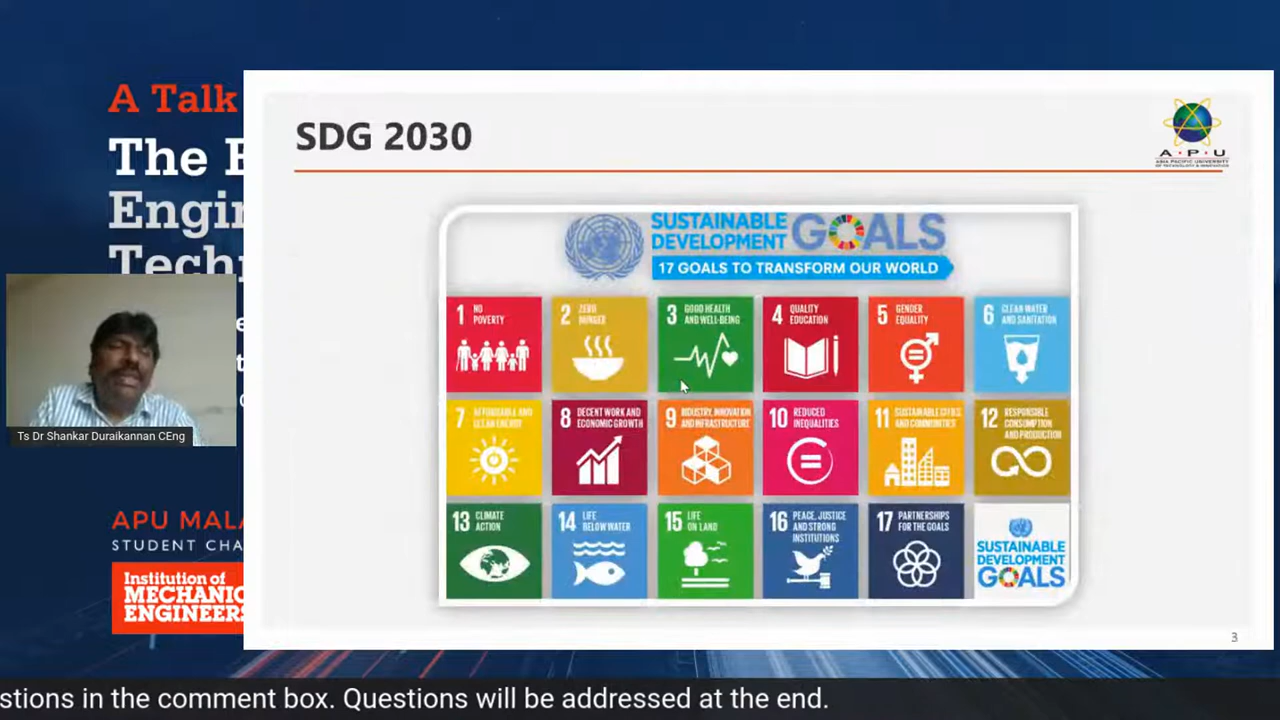 A Talk
The
Engi
Tech
Ts Dr Shankar Duraikannan CEng
APU MALA
STUDENT CHA
Institution of
MECHANIC
ENGINEERS
SDG 2030
A·P·U
ASIA PACIFIC UNIVERSITY
OF TECHNOLOGY & INNOVATION
SUSTAINABLE
DEVELOPMENT
GOALS
17 GOALS TO TRANSFORM OUR WORLD
1 NO
POVERTY
2 ZERO
HUNGER
3 GOOD HEALTH
AND WELL-BEING
4 QUALITY
EDUCATION
5 GENDER
EQUALITY
6 CLEAN WATER
AND SANITATION
7 AFFORDABLE AND
CLEAN ENERGY
8 DECENT WORK AND
ECONOMIC GROWTH
9 INDUSTRY, INNOVATION
AND INFRASTRUCTURE
10 REDUCED
INEQUALITIES
11 SUSTAINABLE CITIES
AND COMMUNITIES
12 RESPONSIBLE
CONSUMPTION
AND PRODUCTION
13 CLIMATE
ACTION
14 LIFE
BELOW WATER
15 LIFE
ON LAND
16 PEACE, JUSTICE
AND STRONG
INSTITUTIONS
17 PARTNERSHIPS
FOR THE GOALS
SUSTAINABLE
DEVELOPMENT
GOALS
3
stions in the comment box. Questions will be addressed at the end.